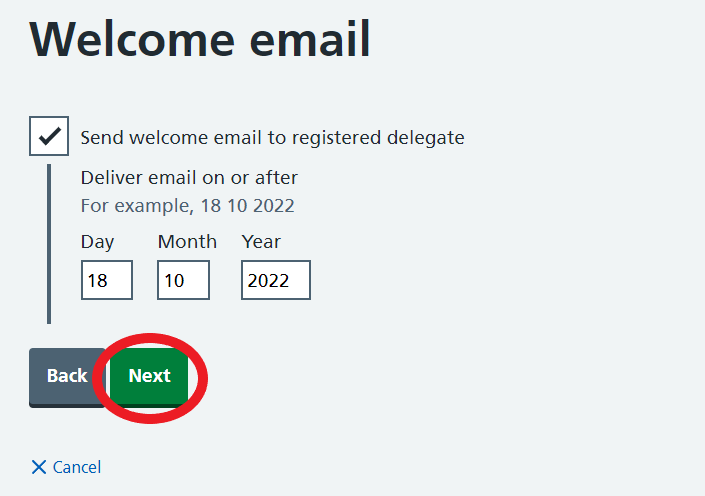 Welcome email
Send welcome email to registered delegate
Deliver email on or after
For example, 18 10 2022
Day Month Year
18 10 2022
Back Next
Cancel